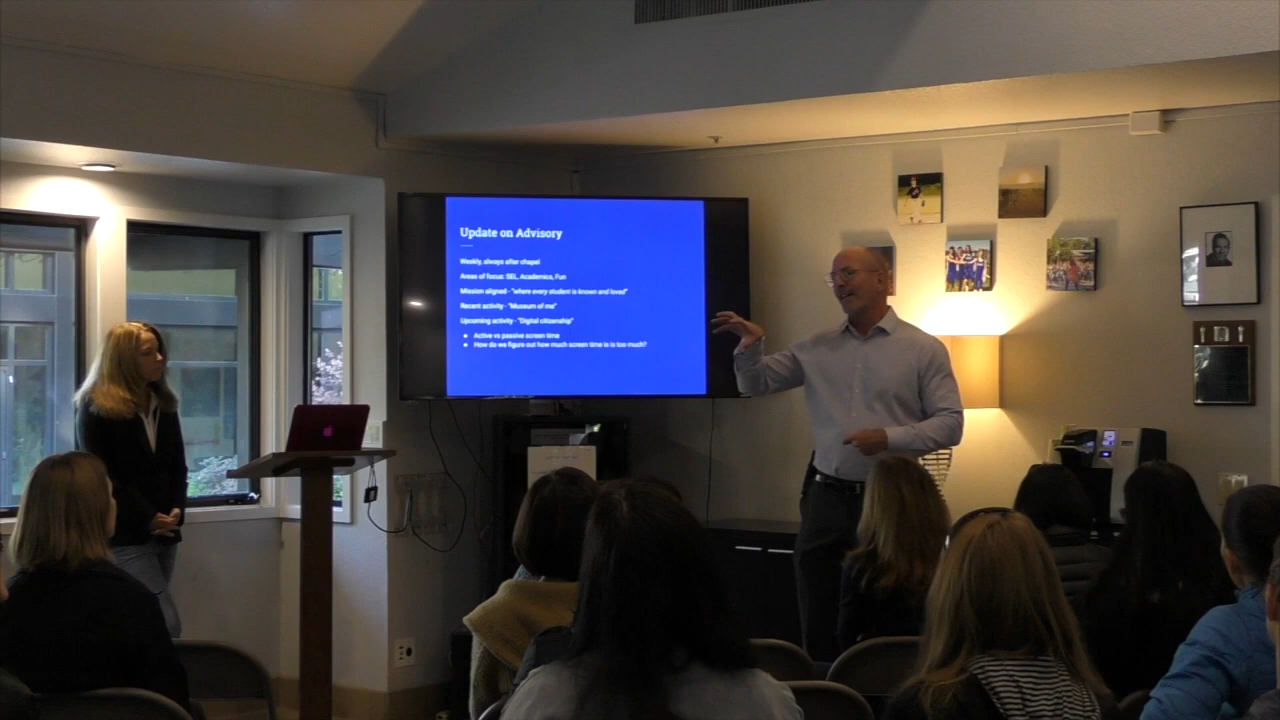 Update on Advisory
Weekly, always after chapel
Areas of focus: SEL, Academics, Fun
Mission aligned - "where every student is known and loved"
Recent activity - "Museum of me"
Upcoming activity - "Digital citizenship"
● Active vs passive screen time
● How do we figure out how much screen time is is too much?